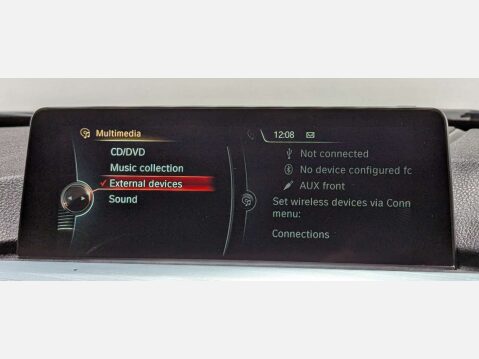 Multimedia
CD/DVD
Music collection
External devices
Sound
12:08
Not connected
No device configured fc
AUX front
Set wireless devices via Conn
menu:
Connections